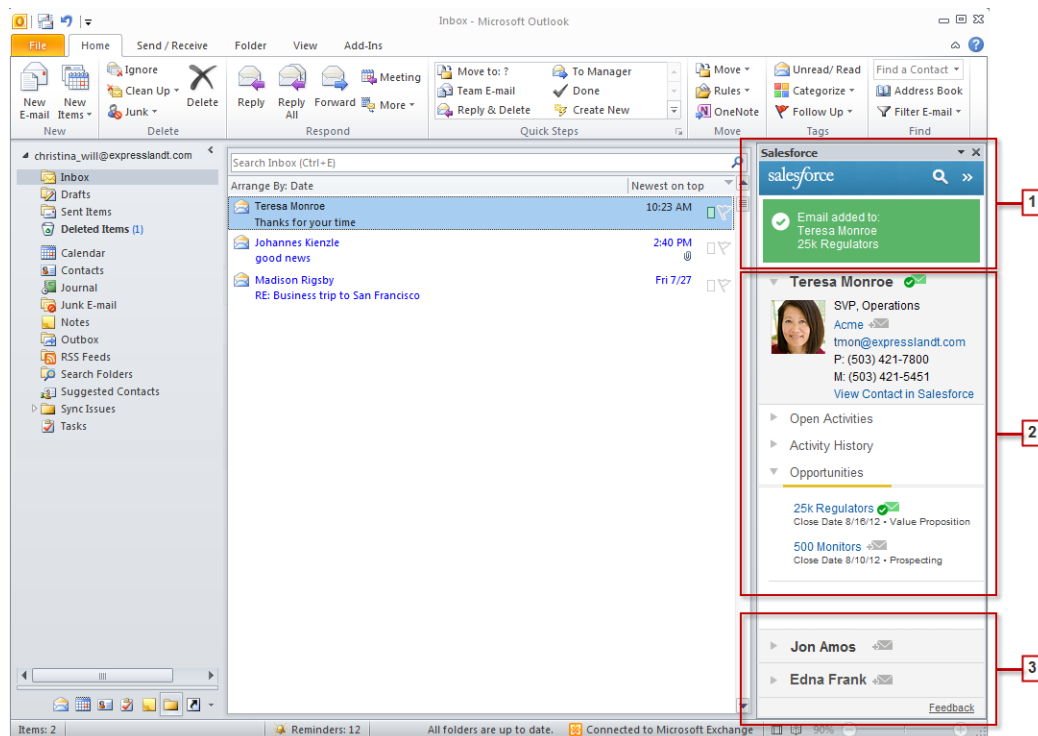 Inbox - Microsoft Outlook
File Home Send / Receive Folder View Add-Ins
New E-mail
New Items
Ignore
Clean Up
Junk
Delete
Reply
Reply All
Forward
Meeting
More
Move to: ?
Team E-mail
Reply & Delete
To Manager
Done
Create New
Move
Rules
OneNote
Unread/ Read
Categorize
Follow Up
Find a Contact
Address Book
Filter E-mail
New Delete Respond Quick Steps Move Tags Find
christina_will@expresslandt.com
Inbox
Drafts
Sent Items
Deleted Items (1)
Calendar
Contacts
Journal
Junk E-mail
Notes
Outbox
RSS Feeds
Search Folders
Suggested Contacts
Sync Issues
Tasks
Search Inbox (Ctrl+E)
Arrange By: Date Newest on top
Teresa Monroe 10:23 AM
Thanks for your time
Johannes Kienzle 2:40 PM
good news
Madison Rigsby Fri 7/27
RE: Business trip to San Francisco
Salesforce
salesforce
Email added to:
Teresa Monroe
25k Regulators
1
Teresa Monroe
SVP, Operations
Acme
tmon@expresslandt.com
P: (503) 421-7800
M: (503) 421-5451
View Contact in Salesforce
Open Activities
2
Activity History
Opportunities
25k Regulators
Close Date 8/16/12 • Value Proposition
500 Monitors
Close Date 8/10/12 • Prospecting
Jon Amos
3
Edna Frank
Feedback
Items: 2 Reminders: 12 All folders are up to date. Connected to Microsoft Exchange 90%